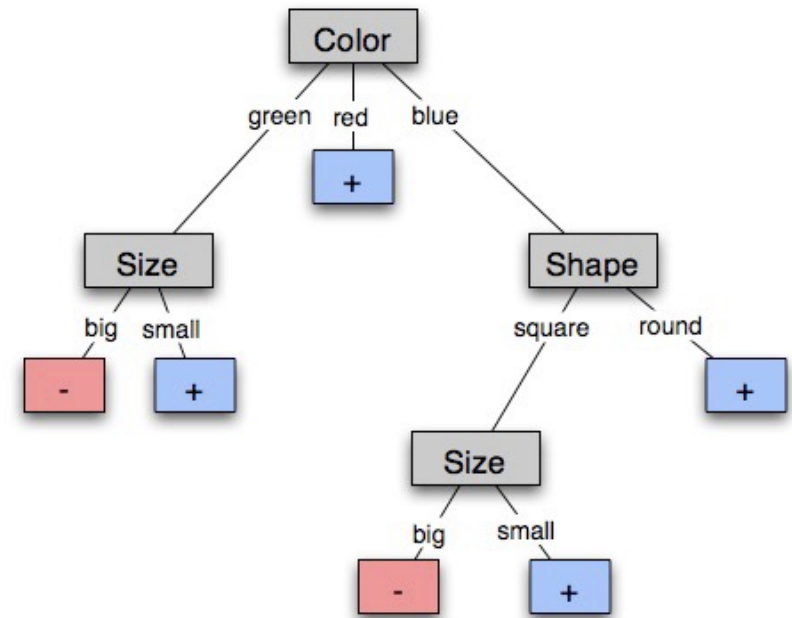 Color
green red blue
+
Size Shape
big small square round
- + +
Size
big small
- +